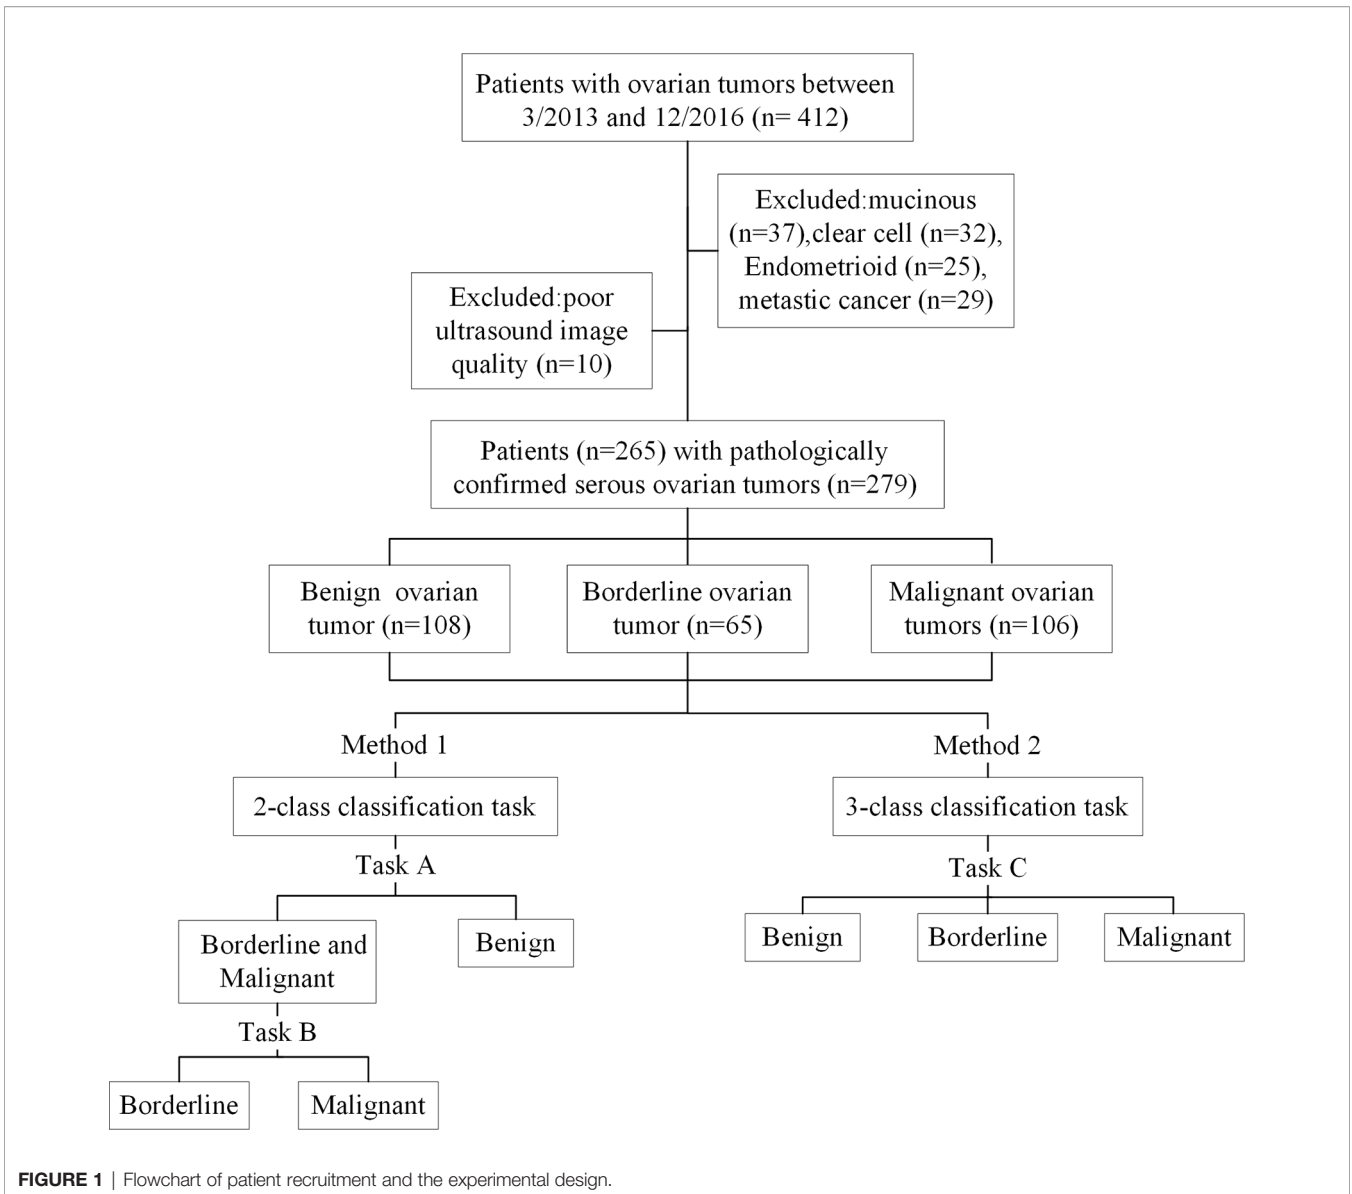 Patients with ovarian tumors between
3/2013 and 12/2016 (n= 412)
Excluded:mucinous
(n=37),clear cell (n=32),
Endometrioid (n=25),
metastic cancer (n=29)
Excluded:poor
ultrasound image
quality (n=10)
Patients (n=265) with pathologically
confirmed serous ovarian tumors (n=279)
Benign ovarian
tumor (n=108)
Borderline ovarian
tumor (n=65)
Malignant ovarian
tumors (n=106)
Method 1
Method 2
2-class classification task
3-class classification task
Task A
Task C
Borderline and
Malignant
Benign
Benign
Borderline
Malignant
Task B
Borderline
Malignant
FIGURE 1 | Flowchart of patient recruitment and the experimental design.